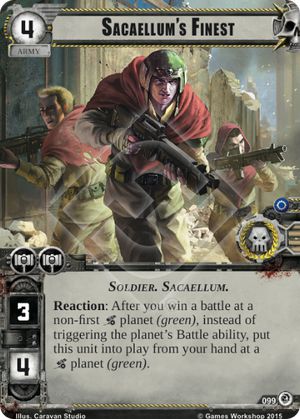 4
SACAELLUM'S FINEST
ARMY
SOLDIER. SACAELLUM.
3
Reaction: After you win a battle at a
non-first planet (green), instead of
triggering the planet's Battle ability, put
this unit into play from your hand at a
planet (green).
4
099
Illus. Caravan Studio
© Games Workshop 2015